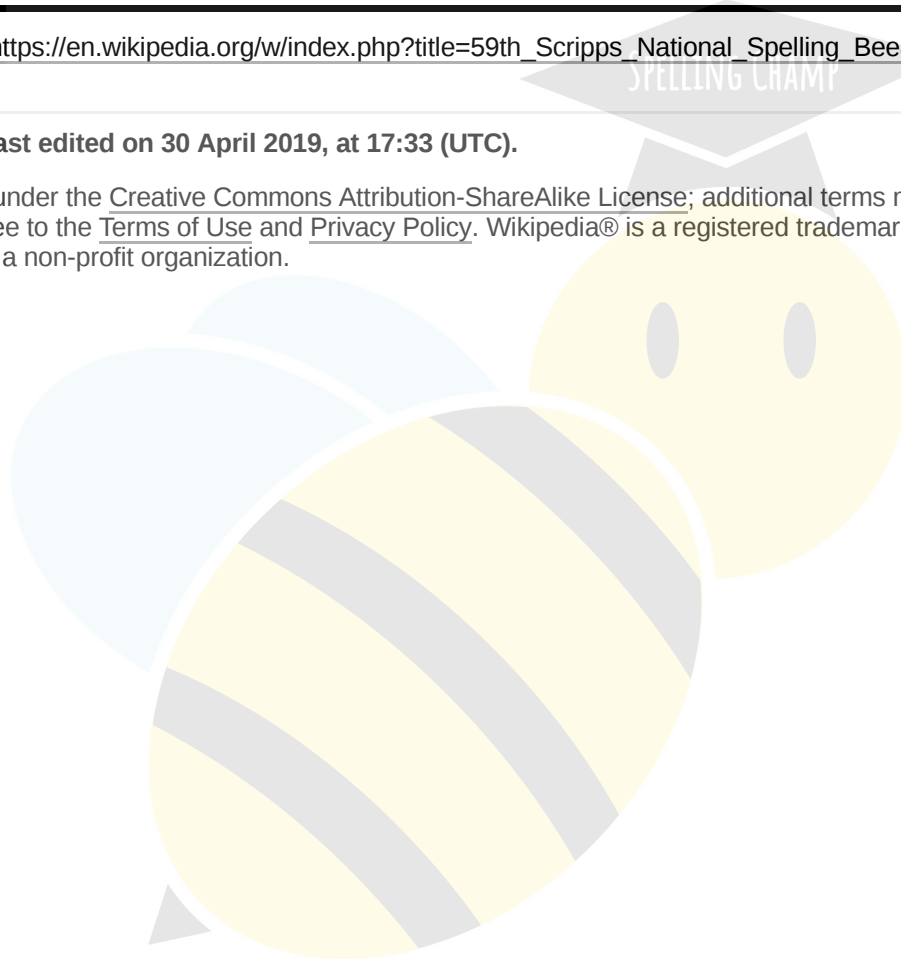 https://en.wikipedia.org/w/index.php?title=59th_Scripps_National_Spelling_Bee
SPELLING CHAMP
ast edited on 30 April 2019, at 17:33 (UTC).
under the Creative Commons Attribution-ShareAlike License; additional terms
ee to the Terms of Use and Privacy Policy. Wikipedia® is a registered trademar
a non-profit organization.